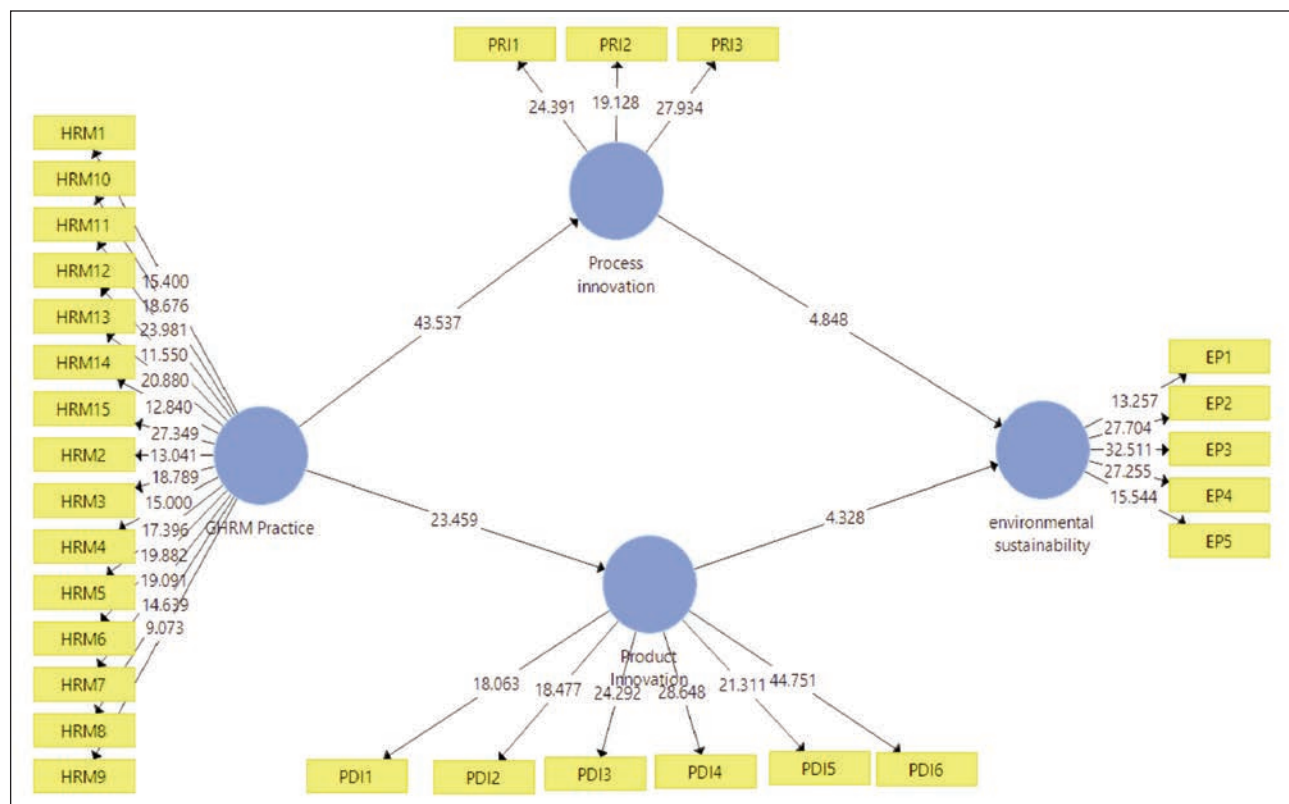 PRI1
PRI2
PRI3
24.391
19.128
27.934
HRM1
HRM10
HRM11
HRM12
HRM13
HRM14
HRM15
HRM2
HRM3
HRM4
HRM5
HRM6
HRM7
HRM8
HRM9
15.400
18.676
23.981
11.550
20.880
12.840
27.349
13.041
18.789
15.000
17.396
19.882
19.091
14.639
9.073
GHRM Practice
43.537
23.459
Process
innovation
4.848
4.328
Product
Innovation
18.063
18.477
24.292
28.648
21.311
44.751
PDI1
PDI2
PDI3
PDI4
PDI5
PDI6
environmental
sustainability
13.257
27.704
32.511
27.255
15.544
EP1
EP2
EP3
EP4
EP5